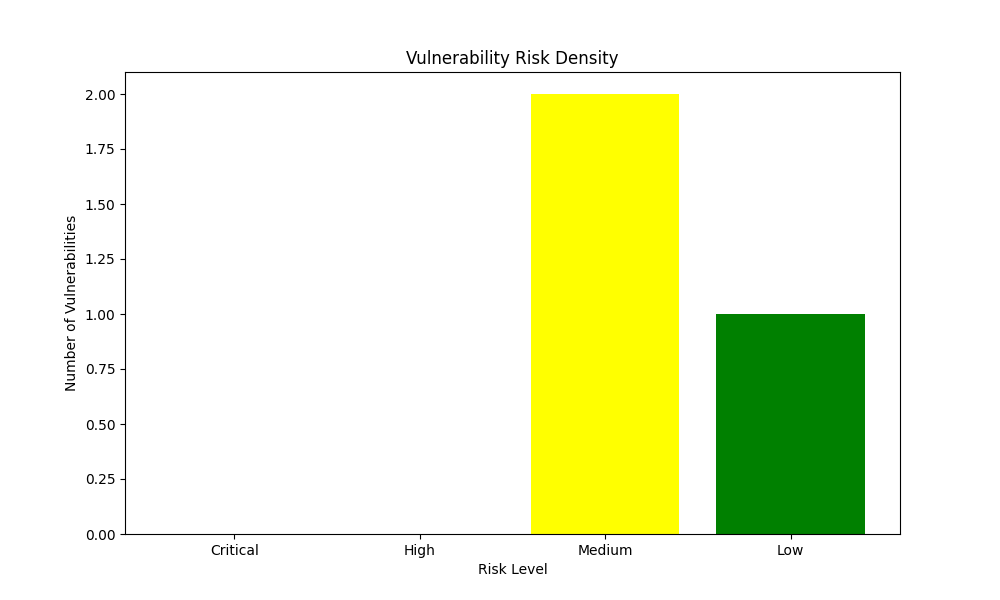 Vulnerability Risk Density
2.00
1.75
1.50
1.25
1.00
0.75
0.50
0.25
0.00
Number of Vulnerabilities
Critical High Medium Low
Risk Level